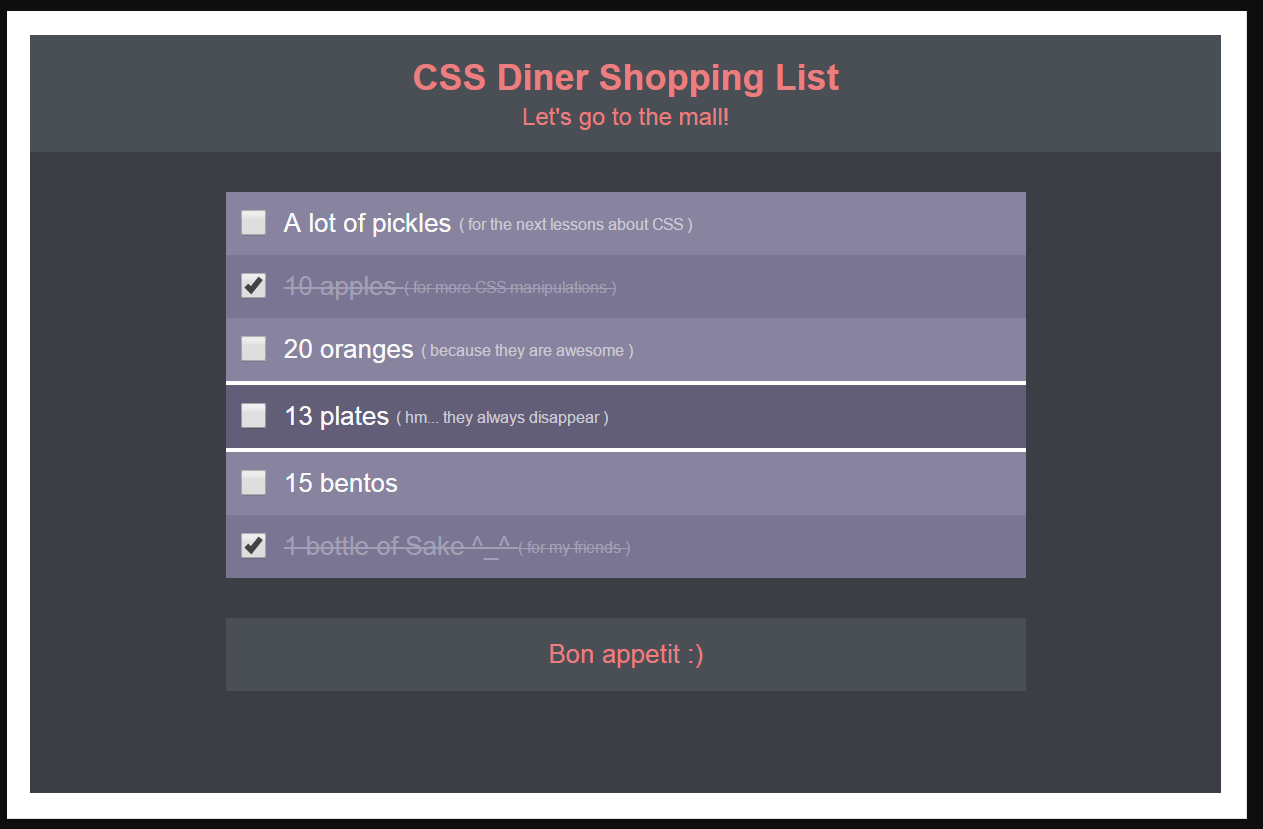 CSS Diner Shopping List
Let's go to the mall!
A lot of pickles ( for the next lessons about CSS )
10 apples ( for more CSS manipulations )
20 oranges ( because they are awesome )
13 plates ( hm... they always disappear )
15 bentos
1 bottle of Sake ^_^ ( for my friends )
Bon appetit :)